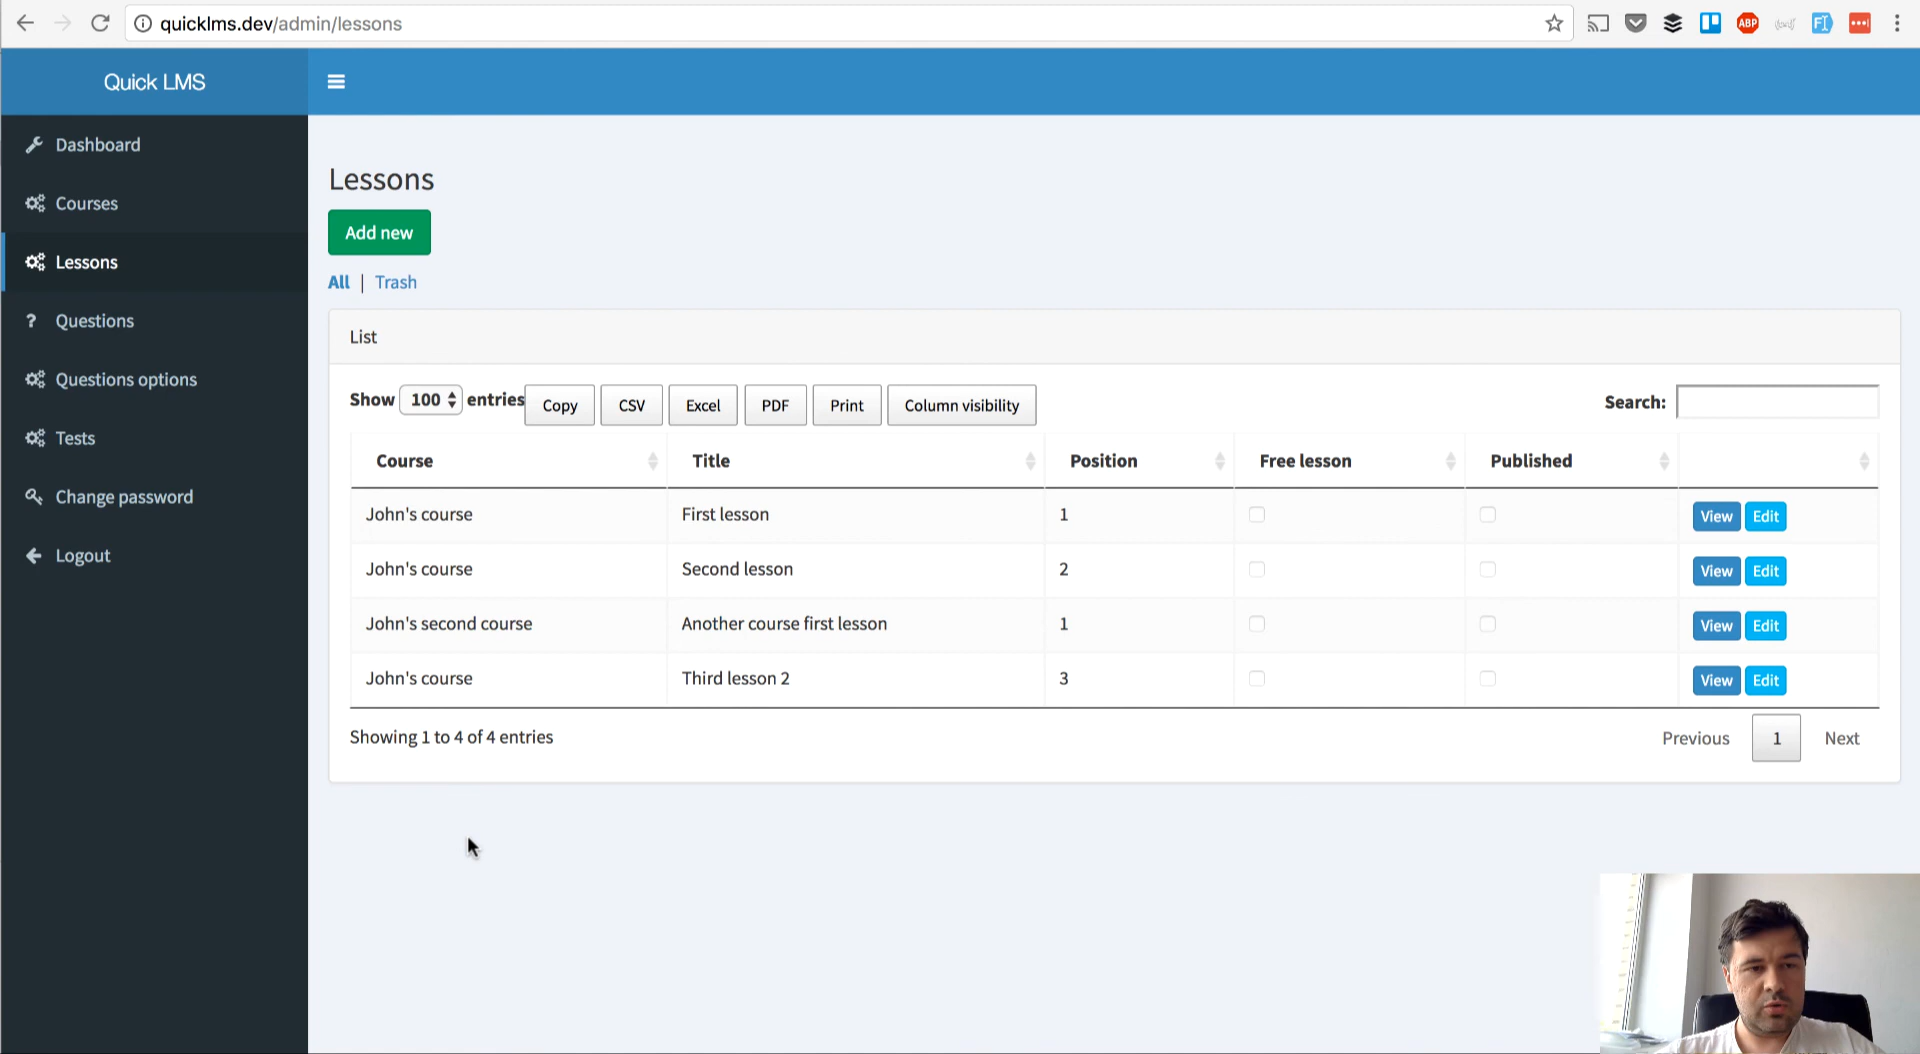 quicklms.dev/admin/lessons
ABP
Quick LMS
Dashboard
Courses
Lessons
Questions
Questions options
Tests
Change password
Logout
Lessons
Add new
All | Trash
List
Show 100 entries Copy CSV Excel PDF Print Column visibility Search:
Course Title Position Free lesson Published
John's course First lesson 1 View Edit
John's course Second lesson 2 View Edit
John's second course Another course first lesson 1 View Edit
John's course Third lesson 2 3 View Edit
Showing 1 to 4 of 4 entries Previous 1 Next